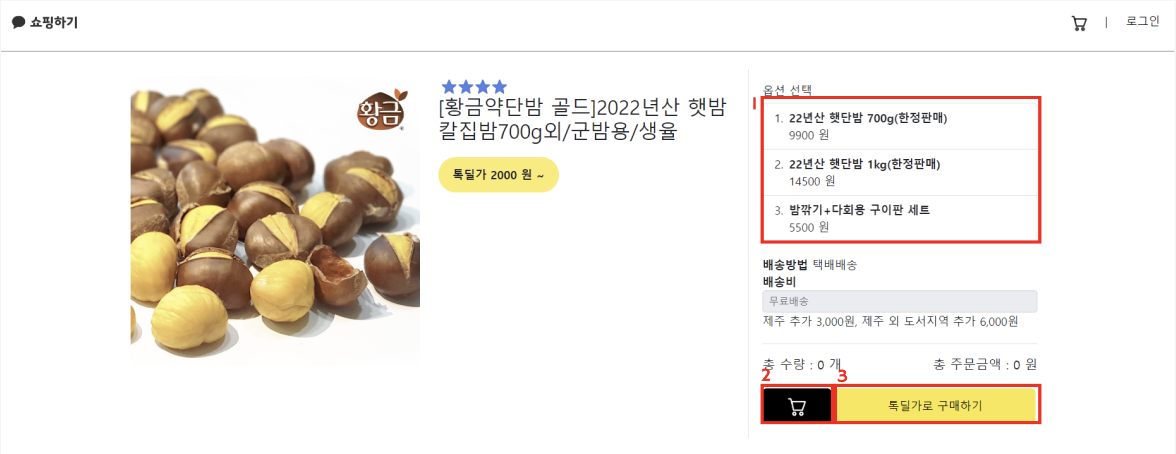 쇼핑하기
| 로그인
황금
[황금약단밤 골드]2022년산 햇밤
칼집밤700g외/군밤용/생율
톡딜가 2000 원 ~
옵션 선택
1
1. 22년산 햇단밤 700g(한정판매)
9900 원
2. 22년산 햇단밤 1kg(한정판매)
14500 원
3. 밤깎기+다회용 구이판 세트
5500 원
배송방법 택배배송
배송비
무료배송
제주 추가 3,000원, 제주 외 도서지역 추가 6,000원
총 수량 : 0 개 총 주문금액 : 0 원
2 3
톡딜가로 구매하기